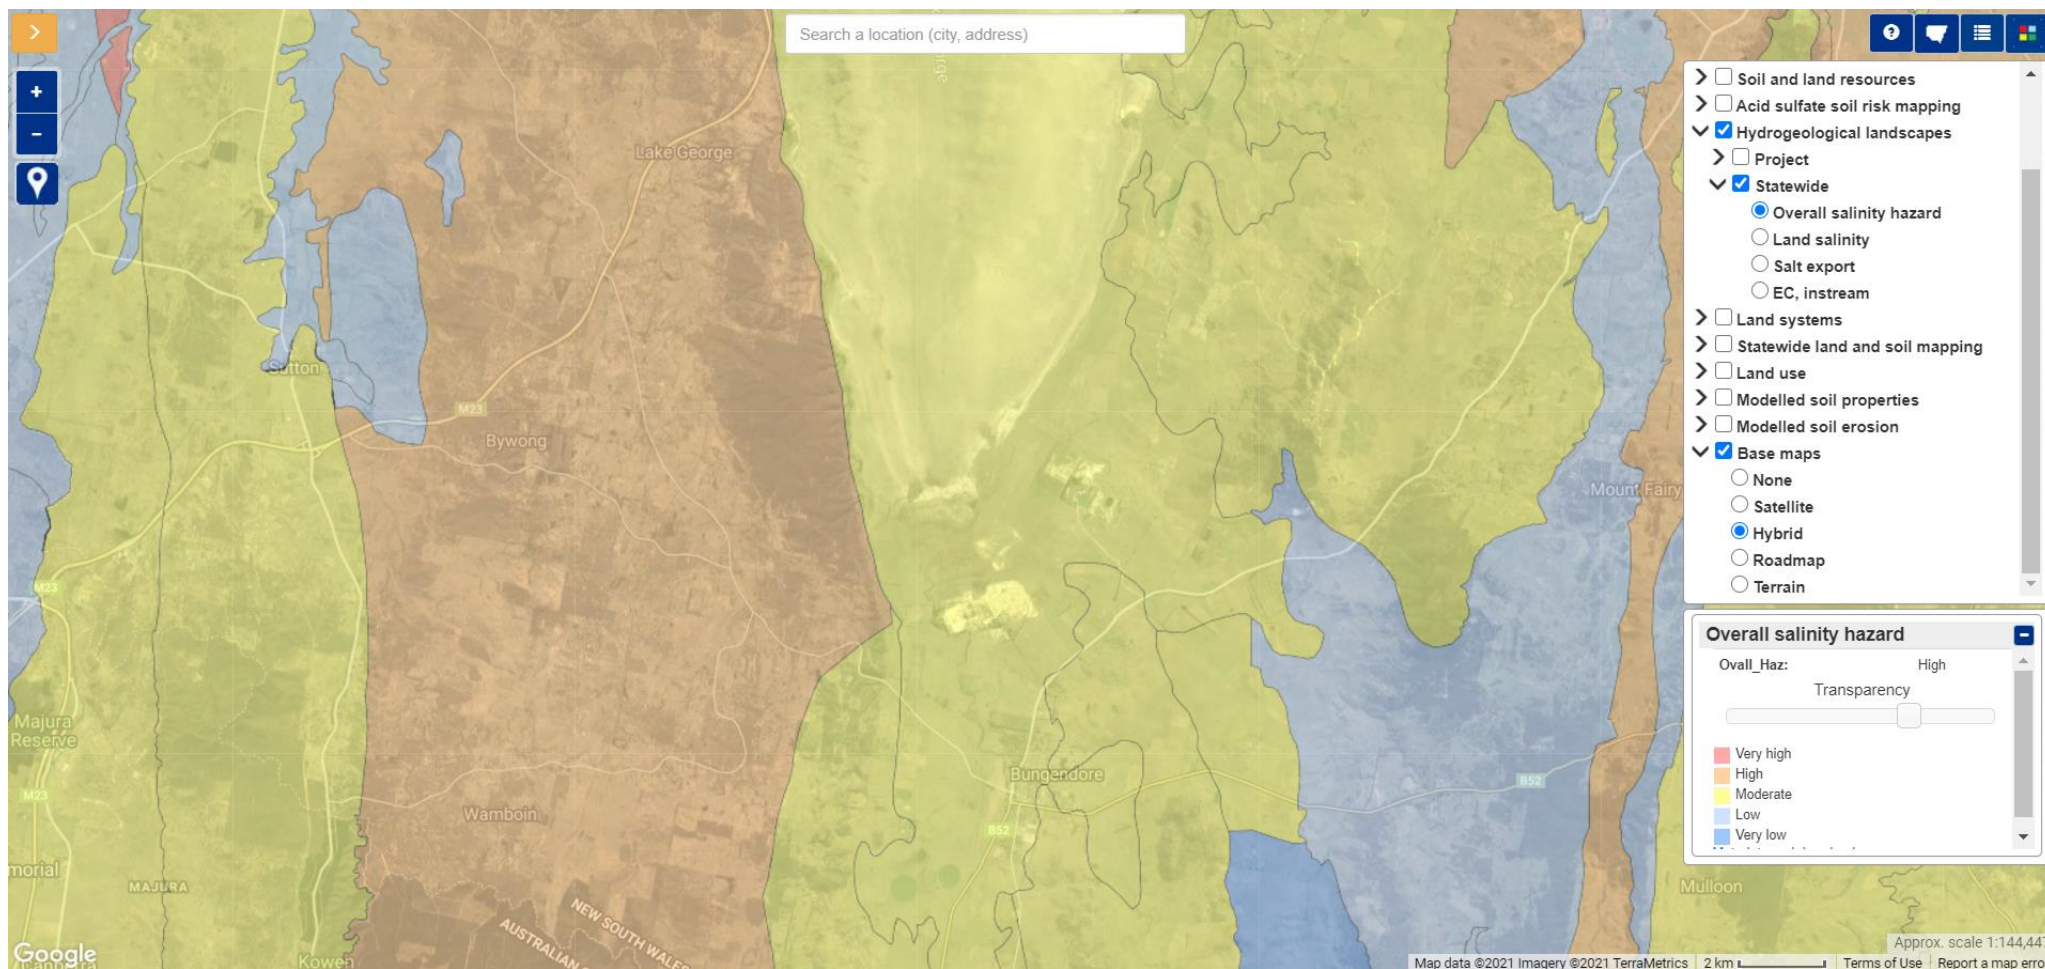 Search a location (city, address)
Lake George
Sutton
M23
Bywong
M23
Mount Fairy
Majura
Reserve
M23
Wamboin
Bungendore
B52
B52
morial
MAJURA
NEW SOUTH WALES
AUSTRALIAN
Kowen
Mulloon
Google
Soil and land resources
Acid sulfate soil risk mapping
Hydrogeological landscapes
Project
Statewide
Overall salinity hazard
Land salinity
Salt export
EC, instream
Land systems
Statewide land and soil mapping
Land use
Modelled soil properties
Modelled soil erosion
Base maps
None
Satellite
Hybrid
Roadmap
Terrain
Overall salinity hazard
Ovall_Haz: High
Transparency
Very high
High
Moderate
Low
Very low
Approx. scale 1:144,447
Map data ©2021 Imagery ©2021 TerraMetrics 2 km Terms of Use Report a map erro